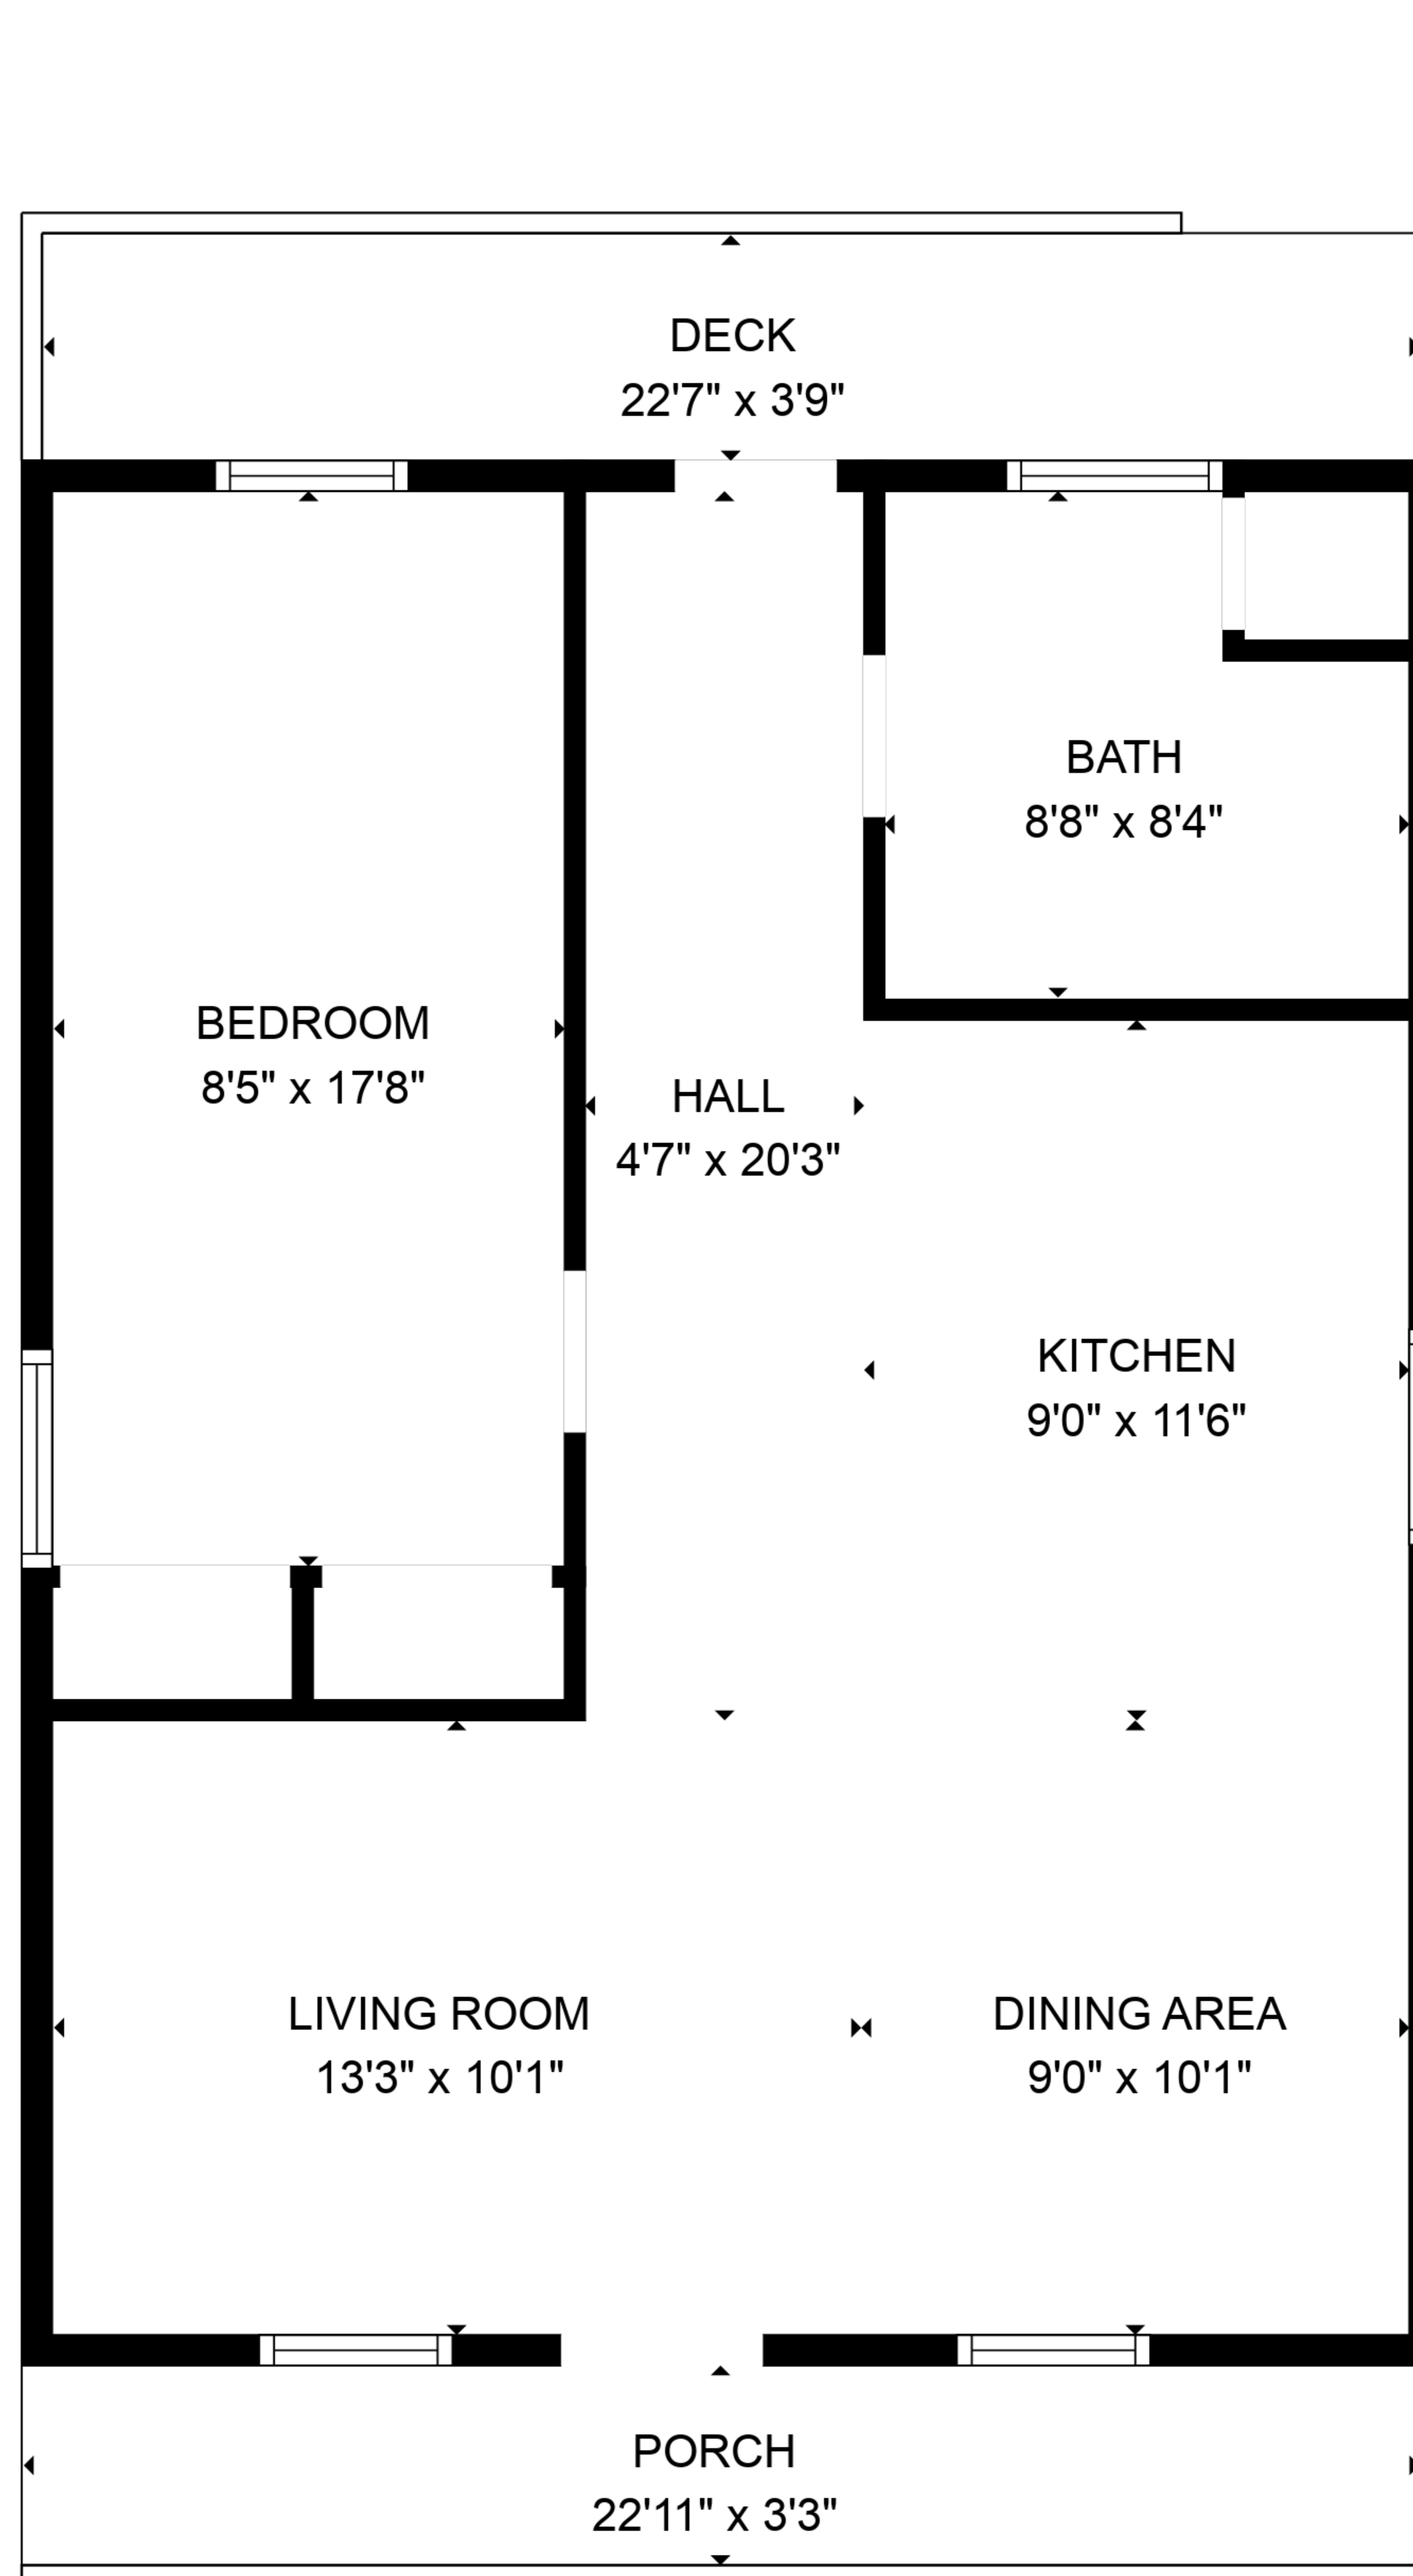 DECK
22'7" x 3'9"
BATH
8'8" x 8'4"
BEDROOM
8'5" x 17'8"
HALL
4'7" x 20'3"
KITCHEN
9'0" x 11'6"
LIVING ROOM
13'3" x 10'1"
DINING AREA
9'0" x 10'1"
PORCH
22'11" x 3'3"